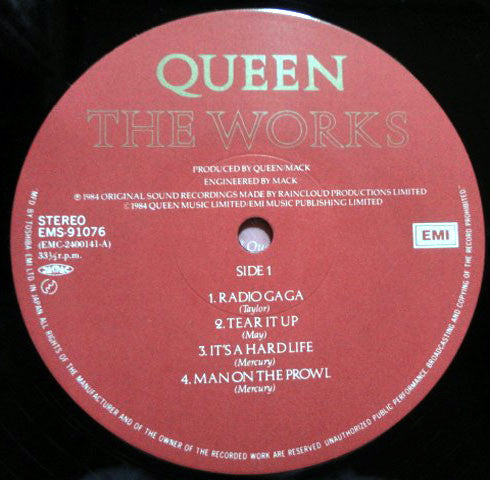 QUEEN
THE WORKS
PRODUCED BY QUEEN/MACK
ENGINEERED BY MACK
℗ 1984 ORIGINAL SOUND RECORDINGS MADE BY RAINCLOUD PRODUCTIONS LIMITED
© 1984 QUEEN MUSIC LIMITED/EMI MUSIC PUBLISHING LIMITED
STEREO
EMS-91076
(EMC-2400141-A)
33⅓ r.p.m.
EMI
Qu
SIDE 1
1. RADIO GA GA
(Taylor)
2. TEAR IT UP
(May)
3. IT'S A HARD LIFE
(Mercury)
4. MAN ON THE PROWL
(Mercury)
M'F'D BY TOSHIBA EMI LTD IN JAPAN ALL RIGHTS OF THE MANUFACTURER AND OF THE OWNER OF THE RECORDED WORK ARE RESERVED UNAUTHORIZED PUBLIC PERFORMANCE BROADCASTING AND COPYING OF THE RECORD PROHIBITED